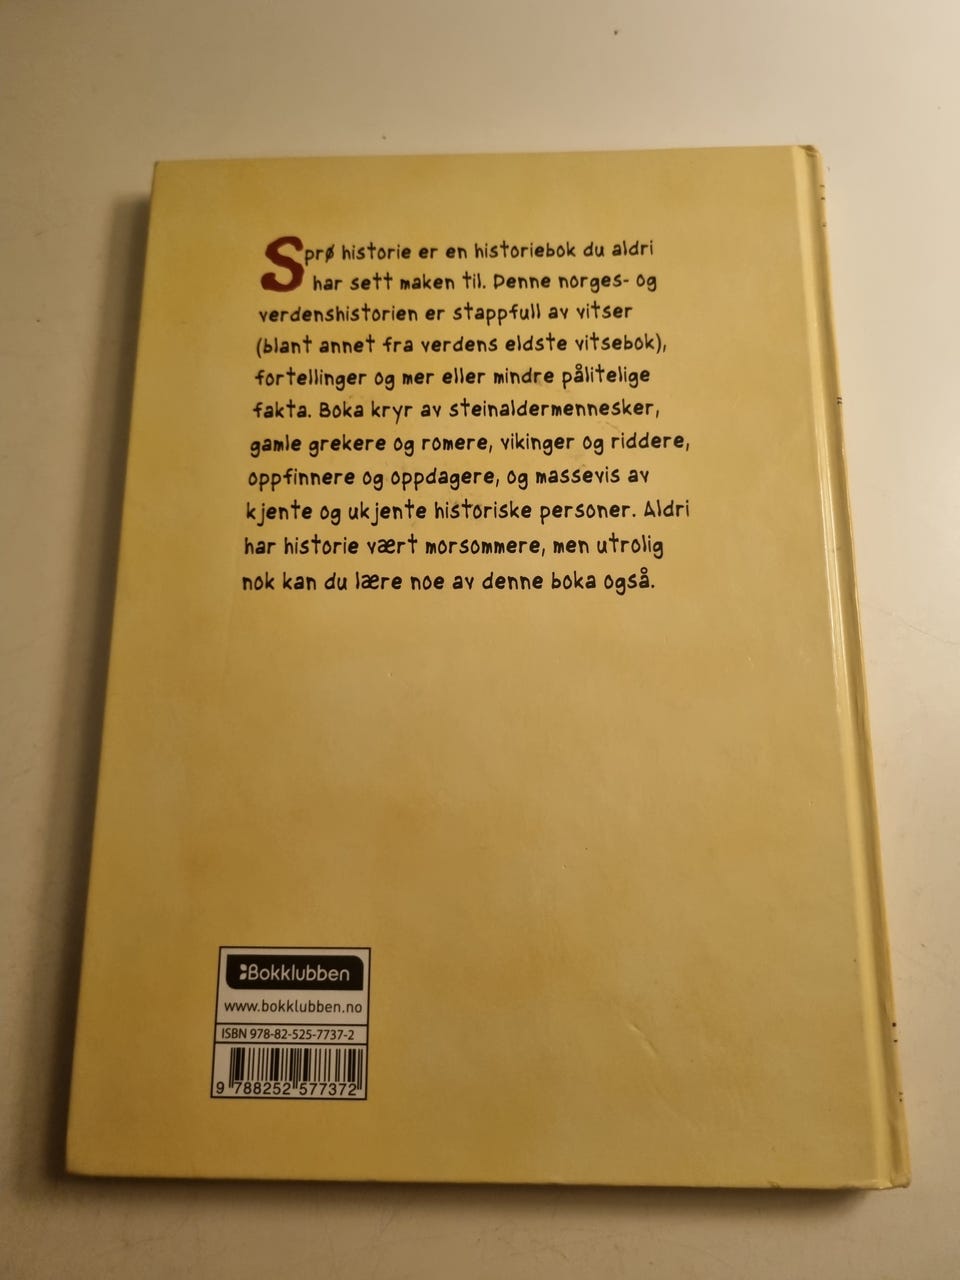 Sprø historie er en historiebok du aldri
har sett maken til. Denne norges- og
verdenshistorien er stappfull av vitser
(blant annet fra verdens eldste vitsebok),
fortellinger og mer eller mindre pålitelige
fakta. Boka kryr av steinaldermennesker,
gamle grekere og romere, vikinger og riddere,
oppfinnere og oppdagere, og massevis av
kjente og ukjente historiske personer. Aldri
har historie vært morsommere, men utrolig
nok kan du lære noe av denne boka også.
Bokklubben
www.bokklubben.no
ISBN 978-82-525-7737-2
9 788252 577372